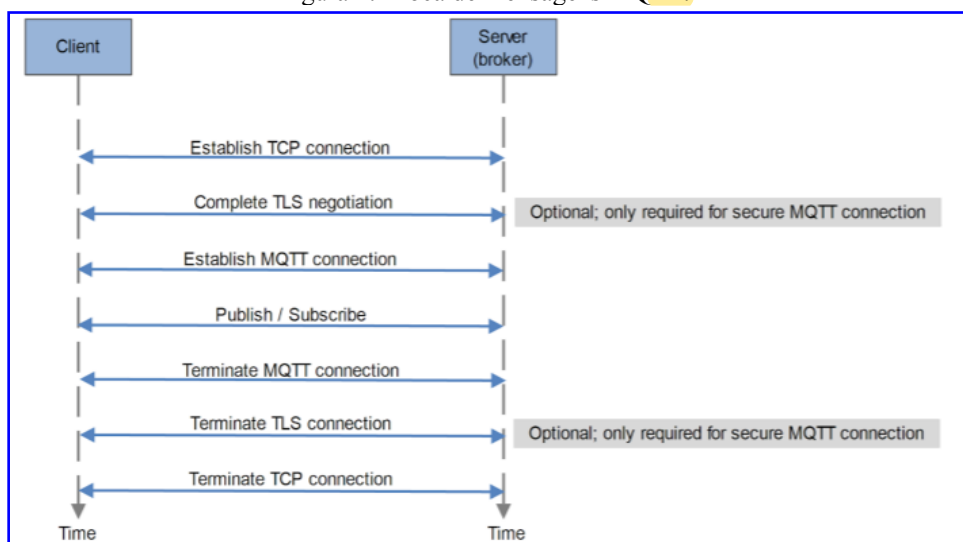 Client
Server
(broker)
Establish TCP connection
Complete TLS negotiation
Optional; only required for secure MQTT connection
Establish MQTT connection
Publish / Subscribe
Terminate MQTT connection
Terminate TLS connection
Optional; only required for secure MQTT connection
Terminate TCP connection
Time
Time